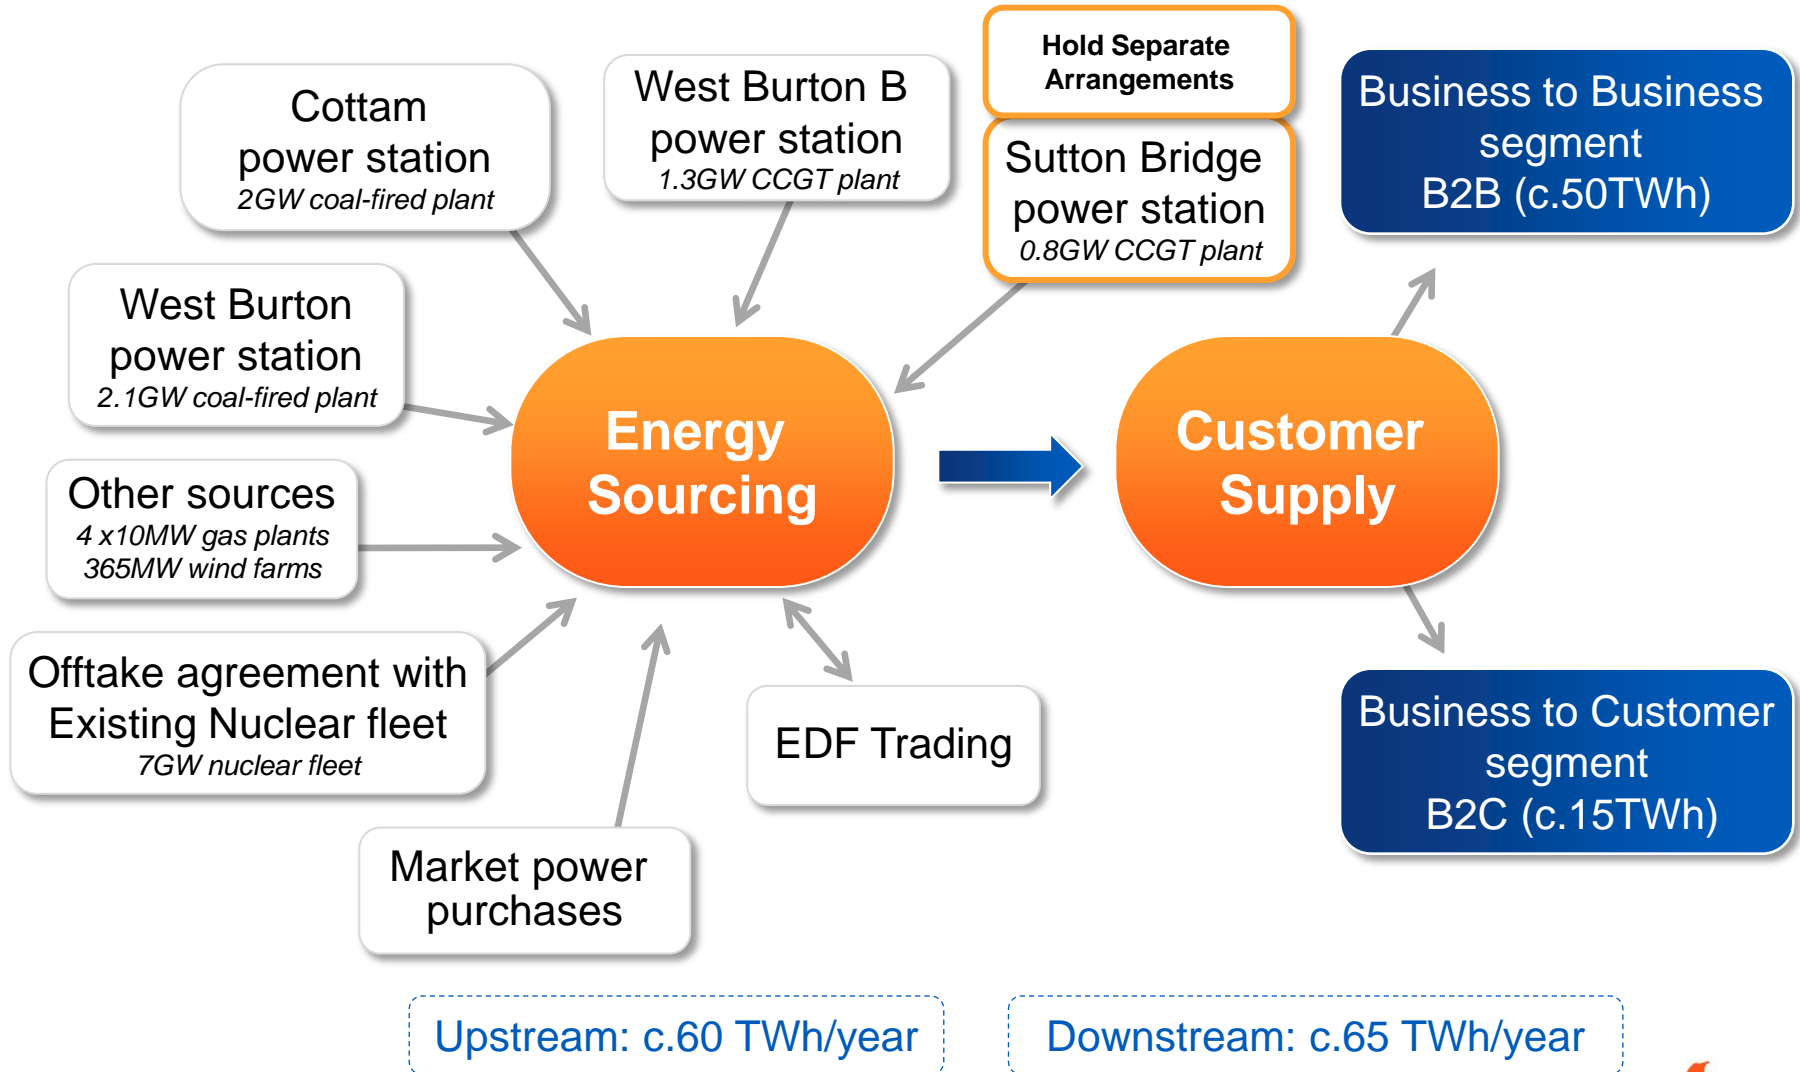 Hold Separate
Arrangements
Cottam
power station
2GW coal-fired plant
West Burton B
power station
1.3GW CCGT plant
Sutton Bridge
power station
0.8GW CCGT plant
Business to Business
segment
B2B (c.50TWh)
West Burton
power station
2.1GW coal-fired plant
Energy
Sourcing
Customer
Supply
Other sources
4 x10MW gas plants
365MW wind farms
Offtake agreement with
Existing Nuclear fleet
7GW nuclear fleet
EDF Trading
Business to Customer
segment
B2C (c.15TWh)
Market power
purchases
Upstream: c.60 TWh/year
Downstream: c.65 TWh/year